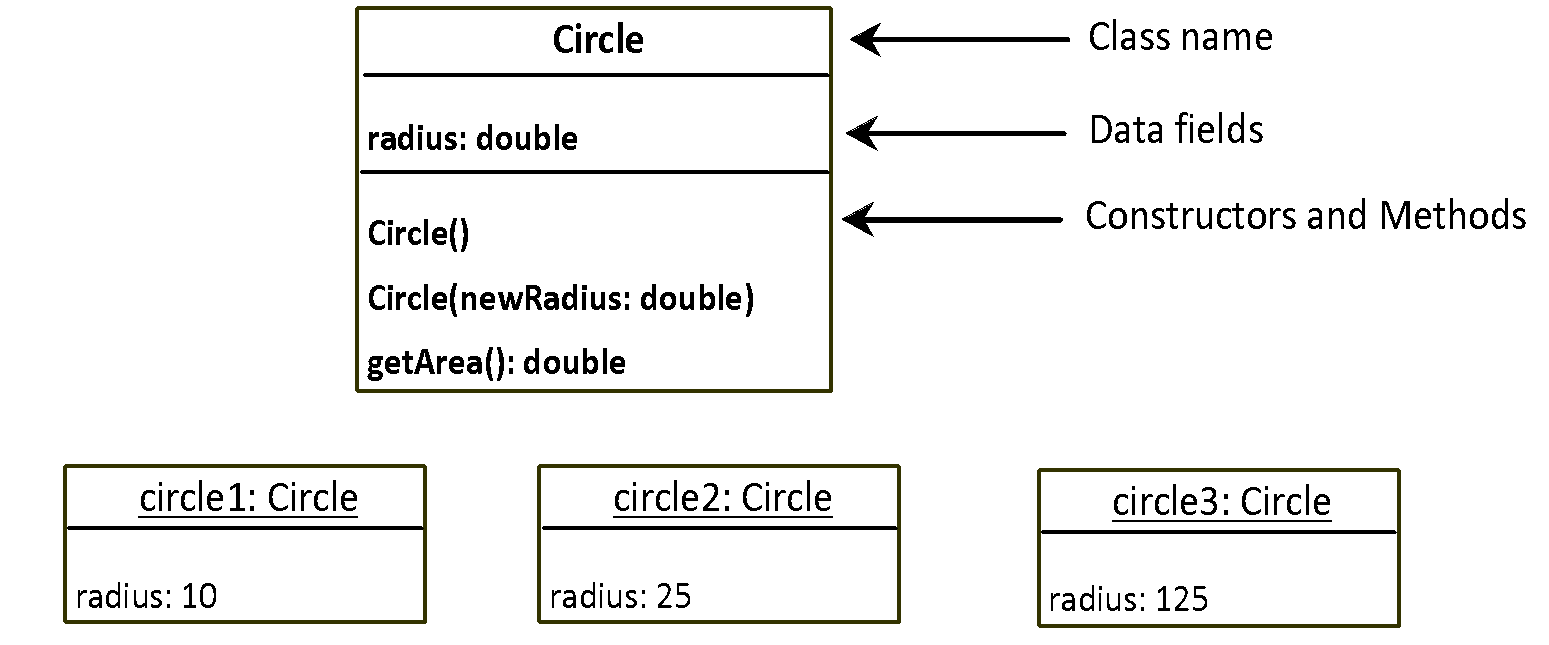 Circle
Class name
radius: double
Data fields
Circle()
Constructors and Methods
Circle(newRadius: double)
getArea(): double
circle1: Circle
radius: 10
circle2: Circle
radius: 25
circle3: Circle
radius: 125